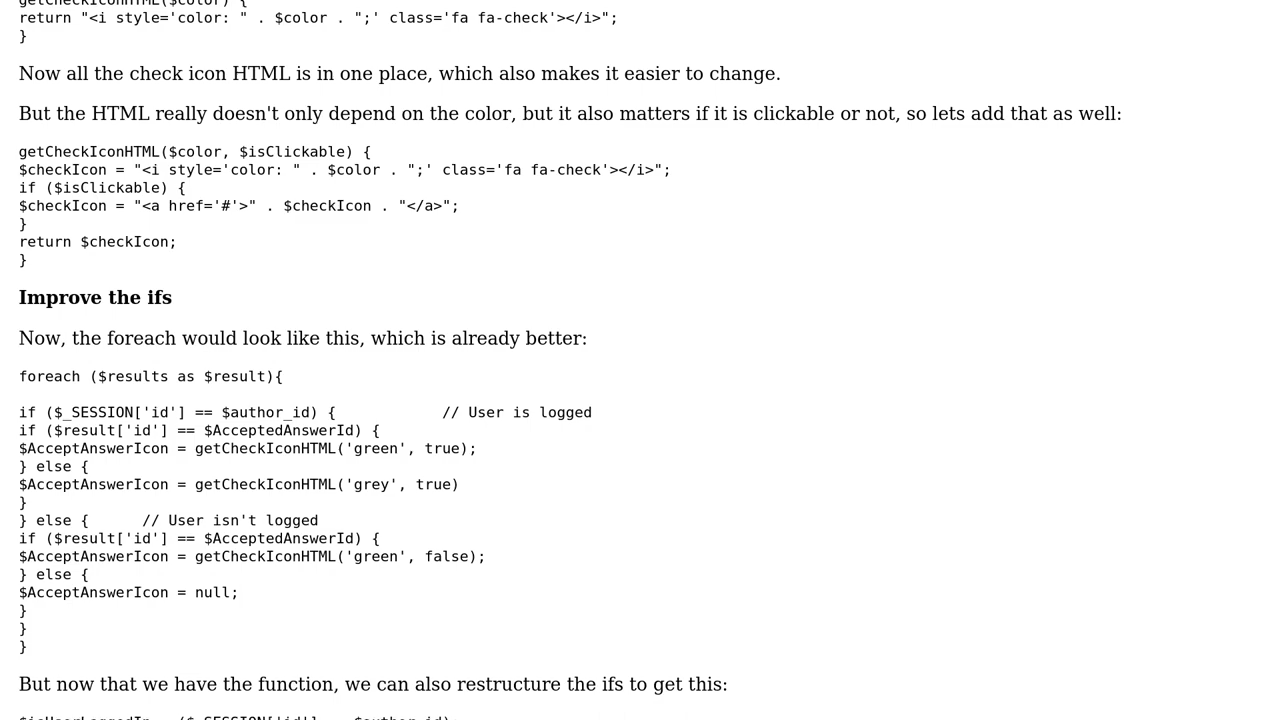 getCheckIconHTML($color) {
return "<i style='color: " . $color . ";' class='fa fa-check'></i>";
}
Now all the check icon HTML is in one place, which also makes it easier to change.
But the HTML really doesn't only depend on the color, but it also matters if it is clickable or not, so lets add that as well:
getCheckIconHTML($color, $isClickable) {
$checkIcon = "<i style='color: " . $color . ";' class='fa fa-check'></i>";
if ($isClickable) {
$checkIcon = "<a href='#'>" . $checkIcon . "</a>";
}
return $checkIcon;
}
Improve the ifs
Now, the foreach would look like this, which is already better:
foreach ($results as $result){
if ($_SESSION['id'] == $author_id) {            // User is logged
if ($result['id'] == $AcceptedAnswerId) {
$AcceptAnswerIcon = getCheckIconHTML('green', true);
} else {
$AcceptAnswerIcon = getCheckIconHTML('grey', true)
}
} else {      // User isn't logged
if ($result['id'] == $AcceptedAnswerId) {
$AcceptAnswerIcon = getCheckIconHTML('green', false);
} else {
$AcceptAnswerIcon = null;
}
}
}
But now that we have the function, we can also restructure the ifs to get this:
$isUserLoggedIn = ($_SESSION['id'] == $author_id);